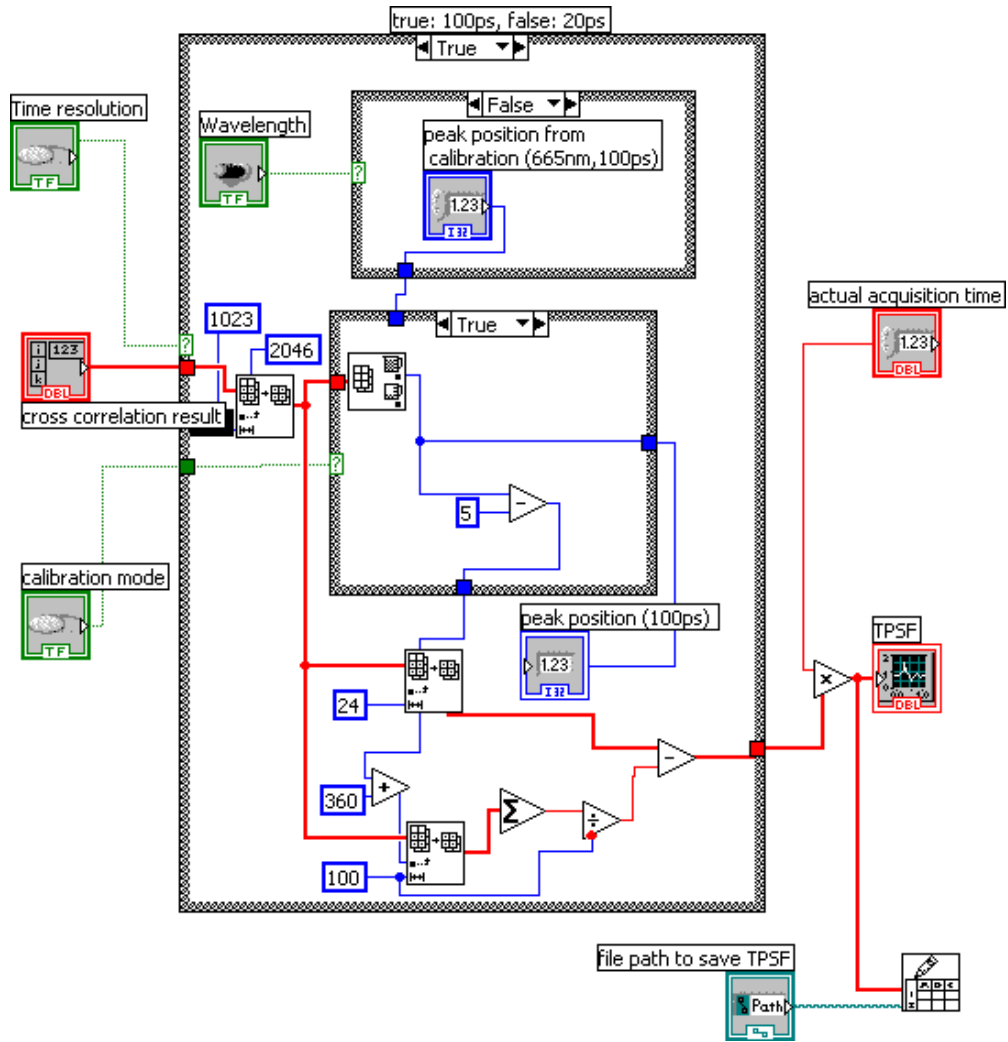 true: 100ps, false: 20ps
True
Time resolution
TF
Wavelength
TF
False
peak position from
calibration (665nm,100ps)
1.23
I32
?
?
1023
2046
True
actual acquisition time
1.23
DBL
i
j
k
123
DBL
cross correlation result
?
5
-
calibration mode
TF
peak position (100ps)
1.23
I32
24
TPSF
DBL
×
-
360
+
Σ
÷
100
file path to save TPSF
Path